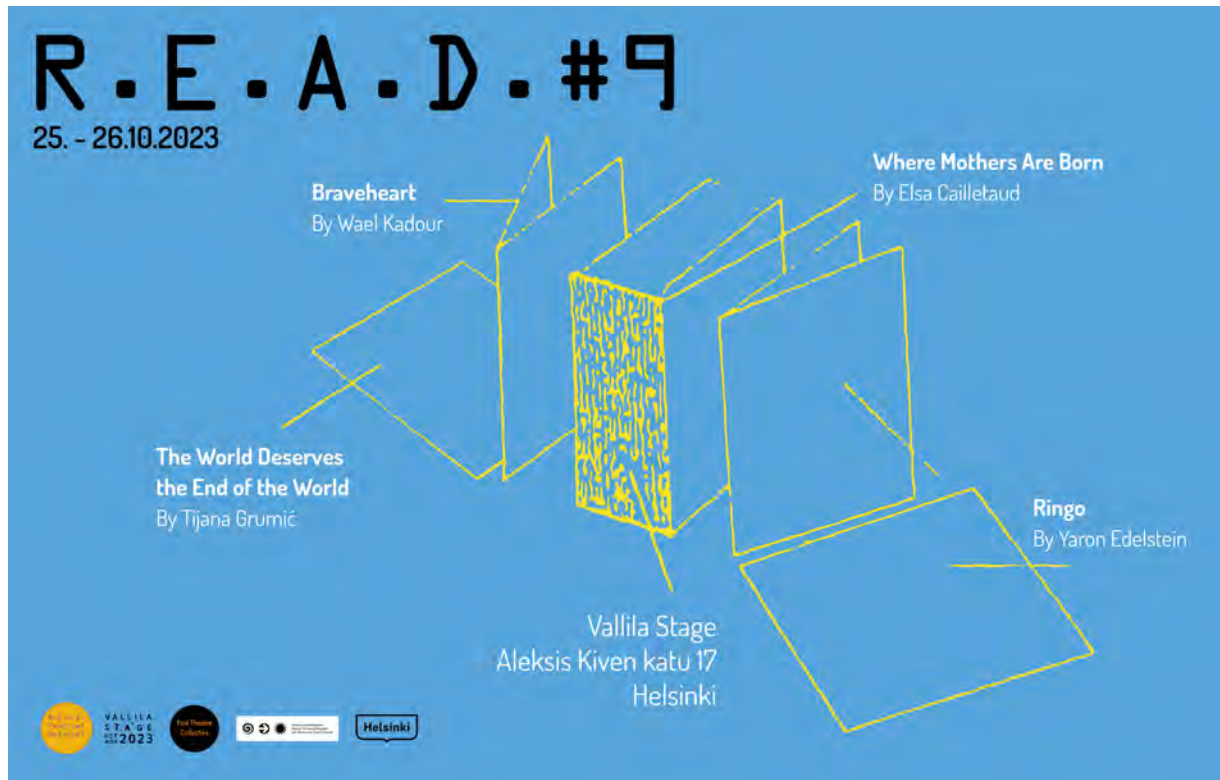 R.E.A.D.#9
25. - 26.10.2023
Braveheart
By Wael Kadour
Where Mothers Are Born
By Elsa Cailletaud
The World Deserves
the End of the World
By Tijana Grumić
Ringo
By Yaron Edelstein
Vallila Stage
Aleksis Kiven katu 17
Helsinki
VALLILA
STAGE
2023
Helsinki